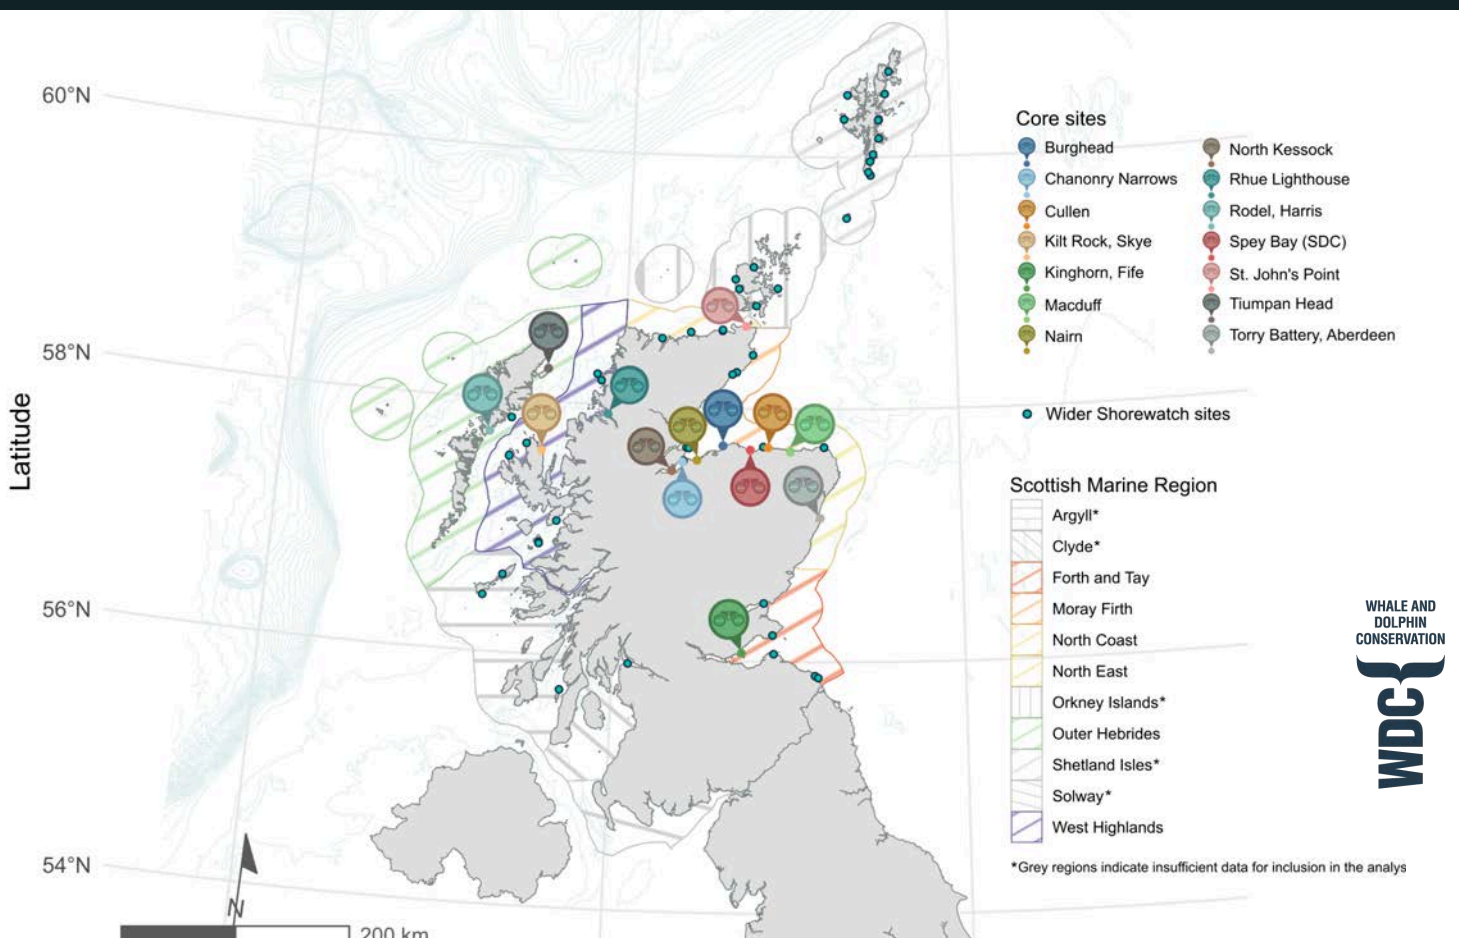 60°N
58°N
56°N
54°N
Latitude
N
200 km
Core sites
Burghead
Chanonry Narrows
Cullen
Kilt Rock, Skye
Kinghorn, Fife
Macduff
Nairn
North Kessock
Rhue Lighthouse
Rodel, Harris
Spey Bay (SDC)
St. John's Point
Tiumpan Head
Torry Battery, Aberdeen
Wider Shorewatch sites
Scottish Marine Region
Argyll*
Clyde*
Forth and Tay
Moray Firth
North Coast
North East
Orkney Islands*
Outer Hebrides
Shetland Isles*
Solway*
West Highlands
*Grey regions indicate insufficient data for inclusion in the analys
WHALE AND
DOLPHIN
CONSERVATION
WDC